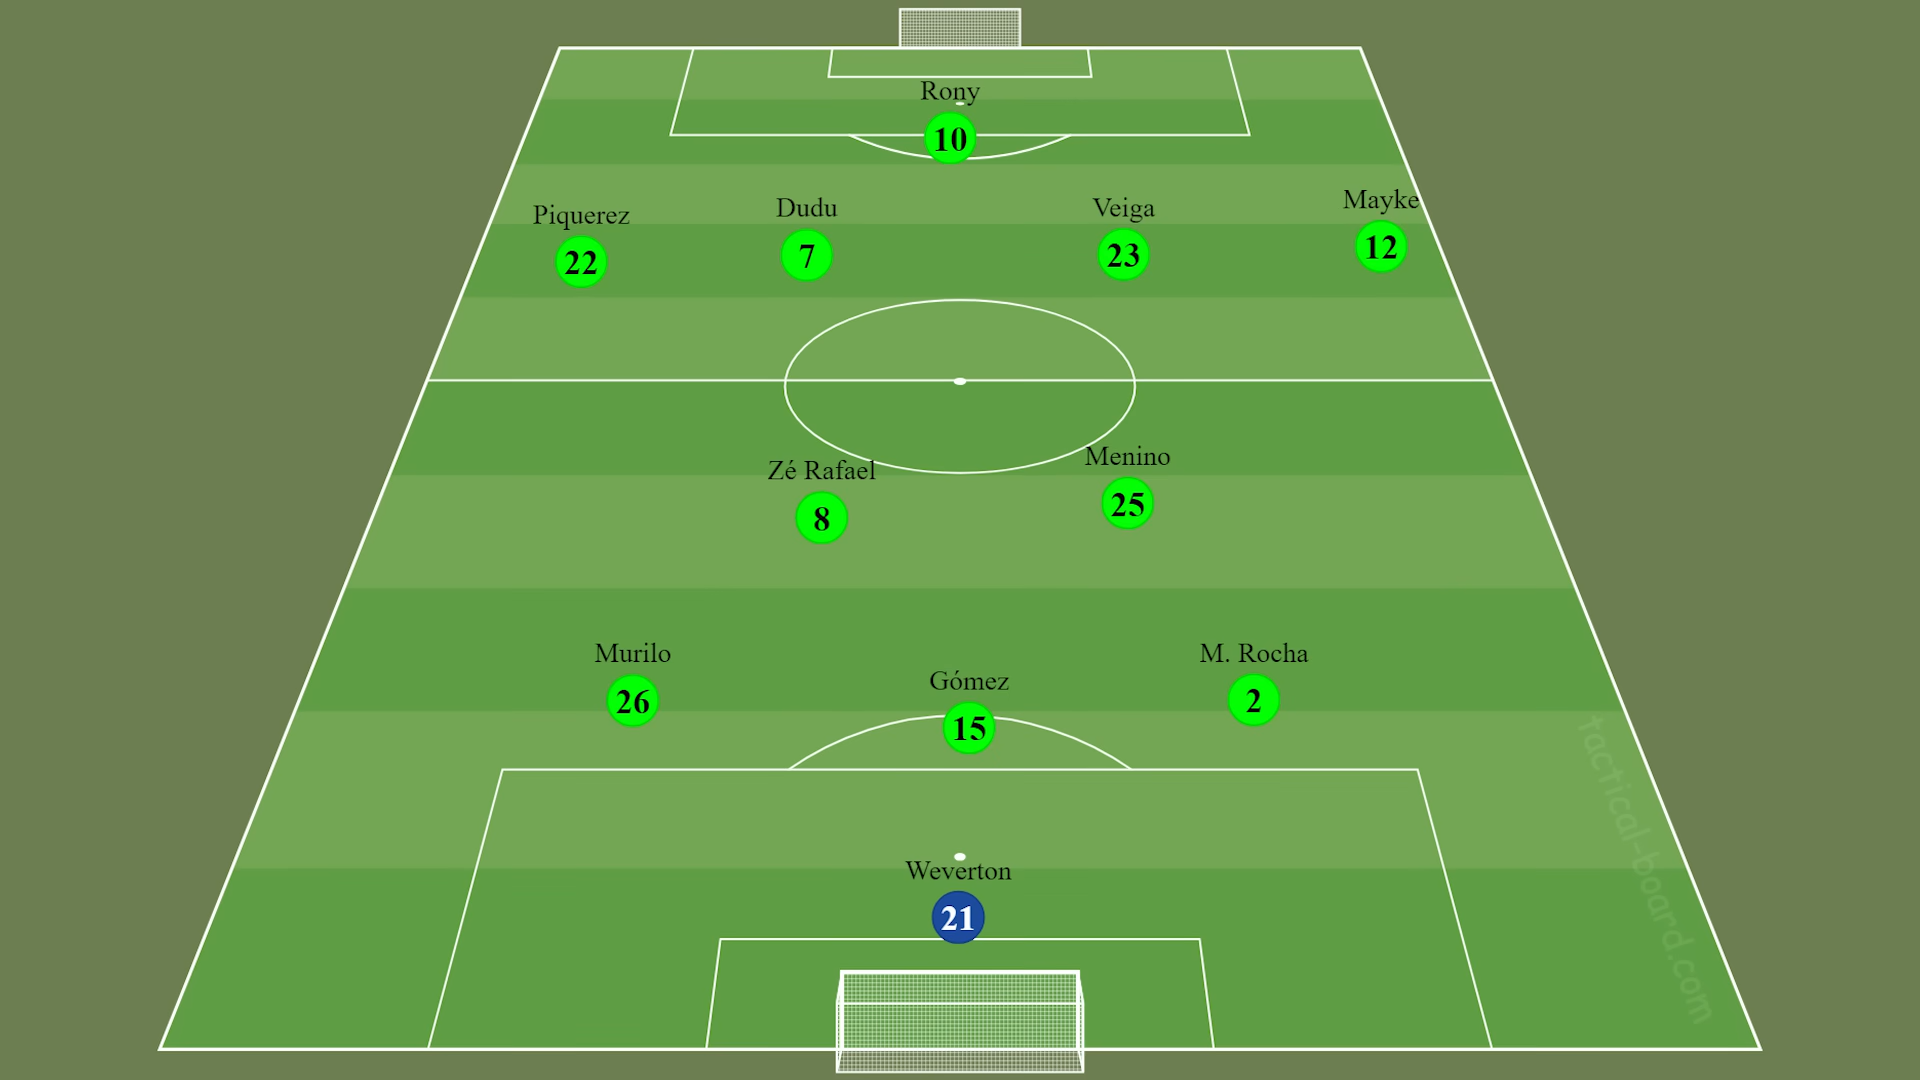 Rony
10
Piquerez
22
Dudu
7
Veiga
23
Mayke
12
Zé Rafael
8
Menino
25
Murilo
26
Gómez
15
M. Rocha
2
Weverton
21
tactical-board.com